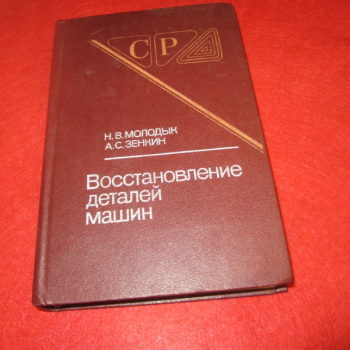 СР
Н.В.МОЛОДЫК
А.С.ЗЕНКИН
Восстановление
деталей
машин